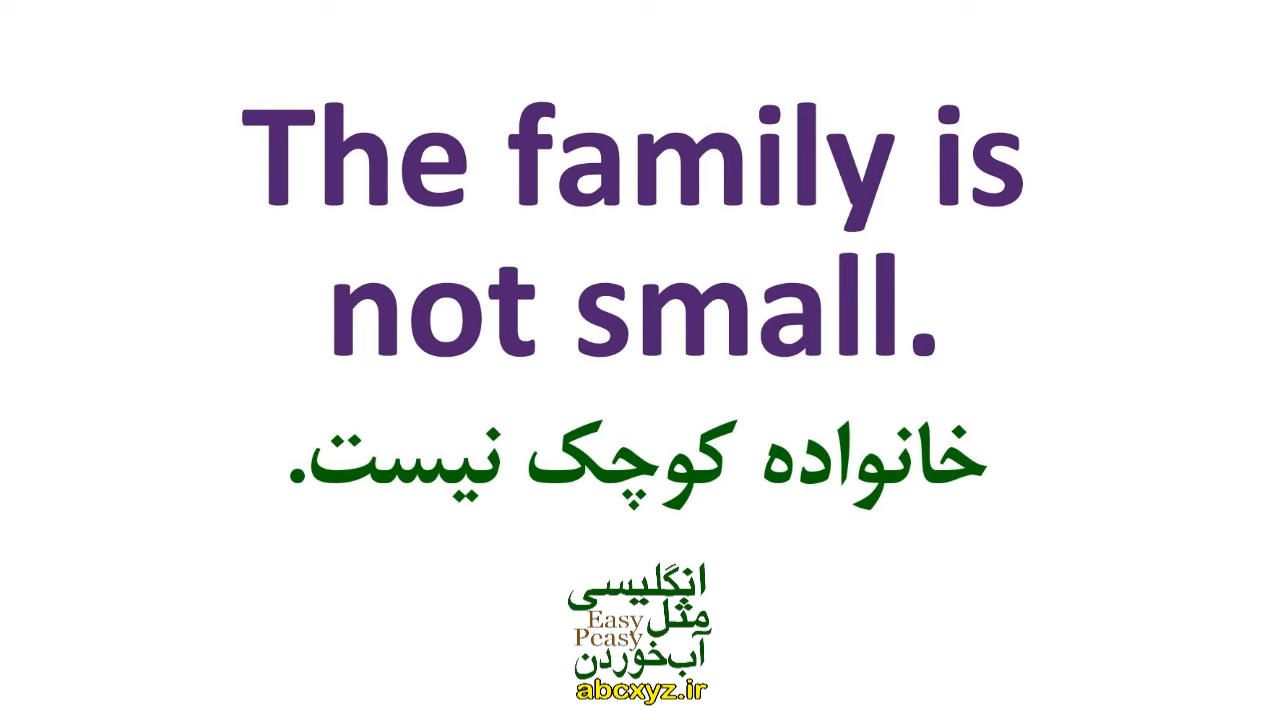 The family is
not small.
خانواده کوچک نیست.
انگلیسی
مثل
Easy
Peasy
آب‌خوردن
abcxyz.ir